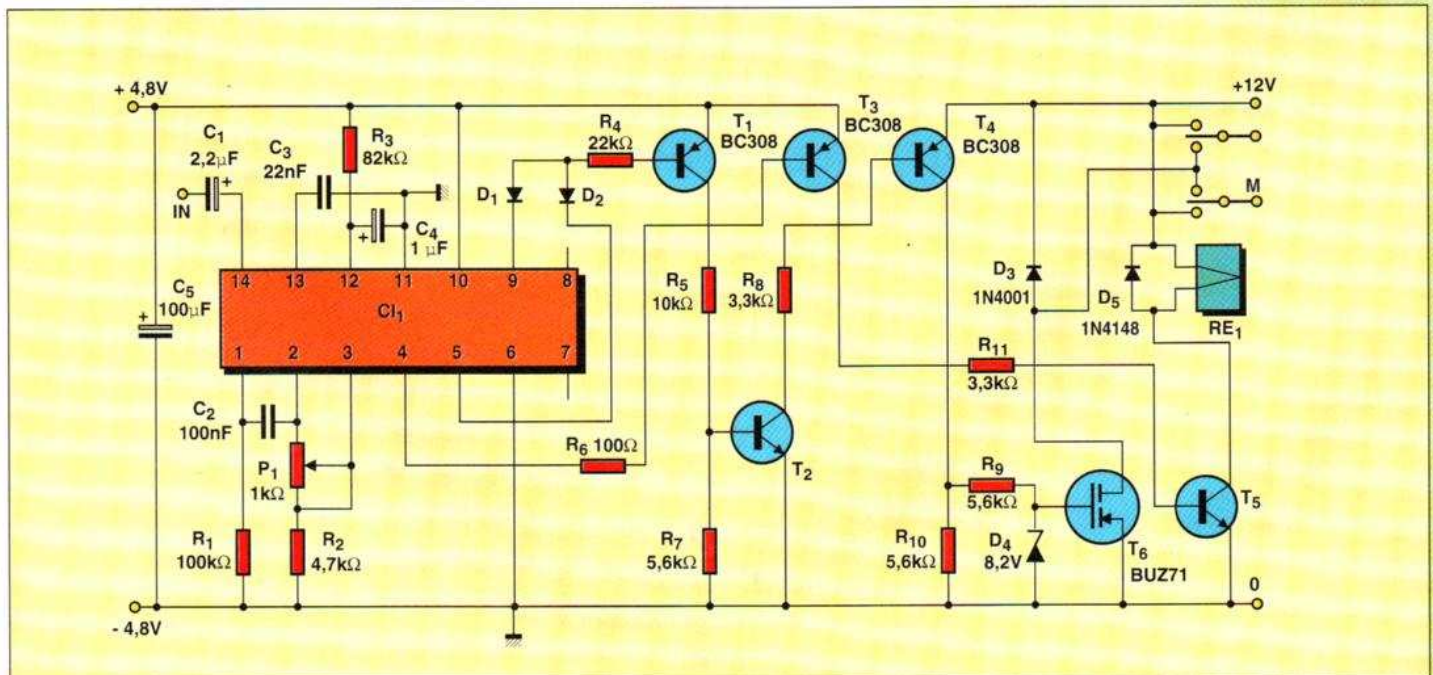 + 4,8V
C1
2,2µF
+
IN
C3
22nF
R3
82kΩ
+
C4
1 µF
R4
22kΩ
D1
D2
T1
BC308
T3
BC308
T4
BC308
+12V
M
C5
100µF
+
14 13 12 11 10 9 8
CI1
1 2 3 4 5 6 7
R5
10kΩ
R8
3,3kΩ
D3
1N4001
D5
1N4148
RE1
R11
3,3kΩ
C2
100nF
P1
1kΩ
R6 100Ω
T2
R9
5,6kΩ
T5
R1
100kΩ
R2
4,7kΩ
R7
5,6kΩ
R10
5,6kΩ
D4
8,2V
T6
BUZ71
- 4,8V
0